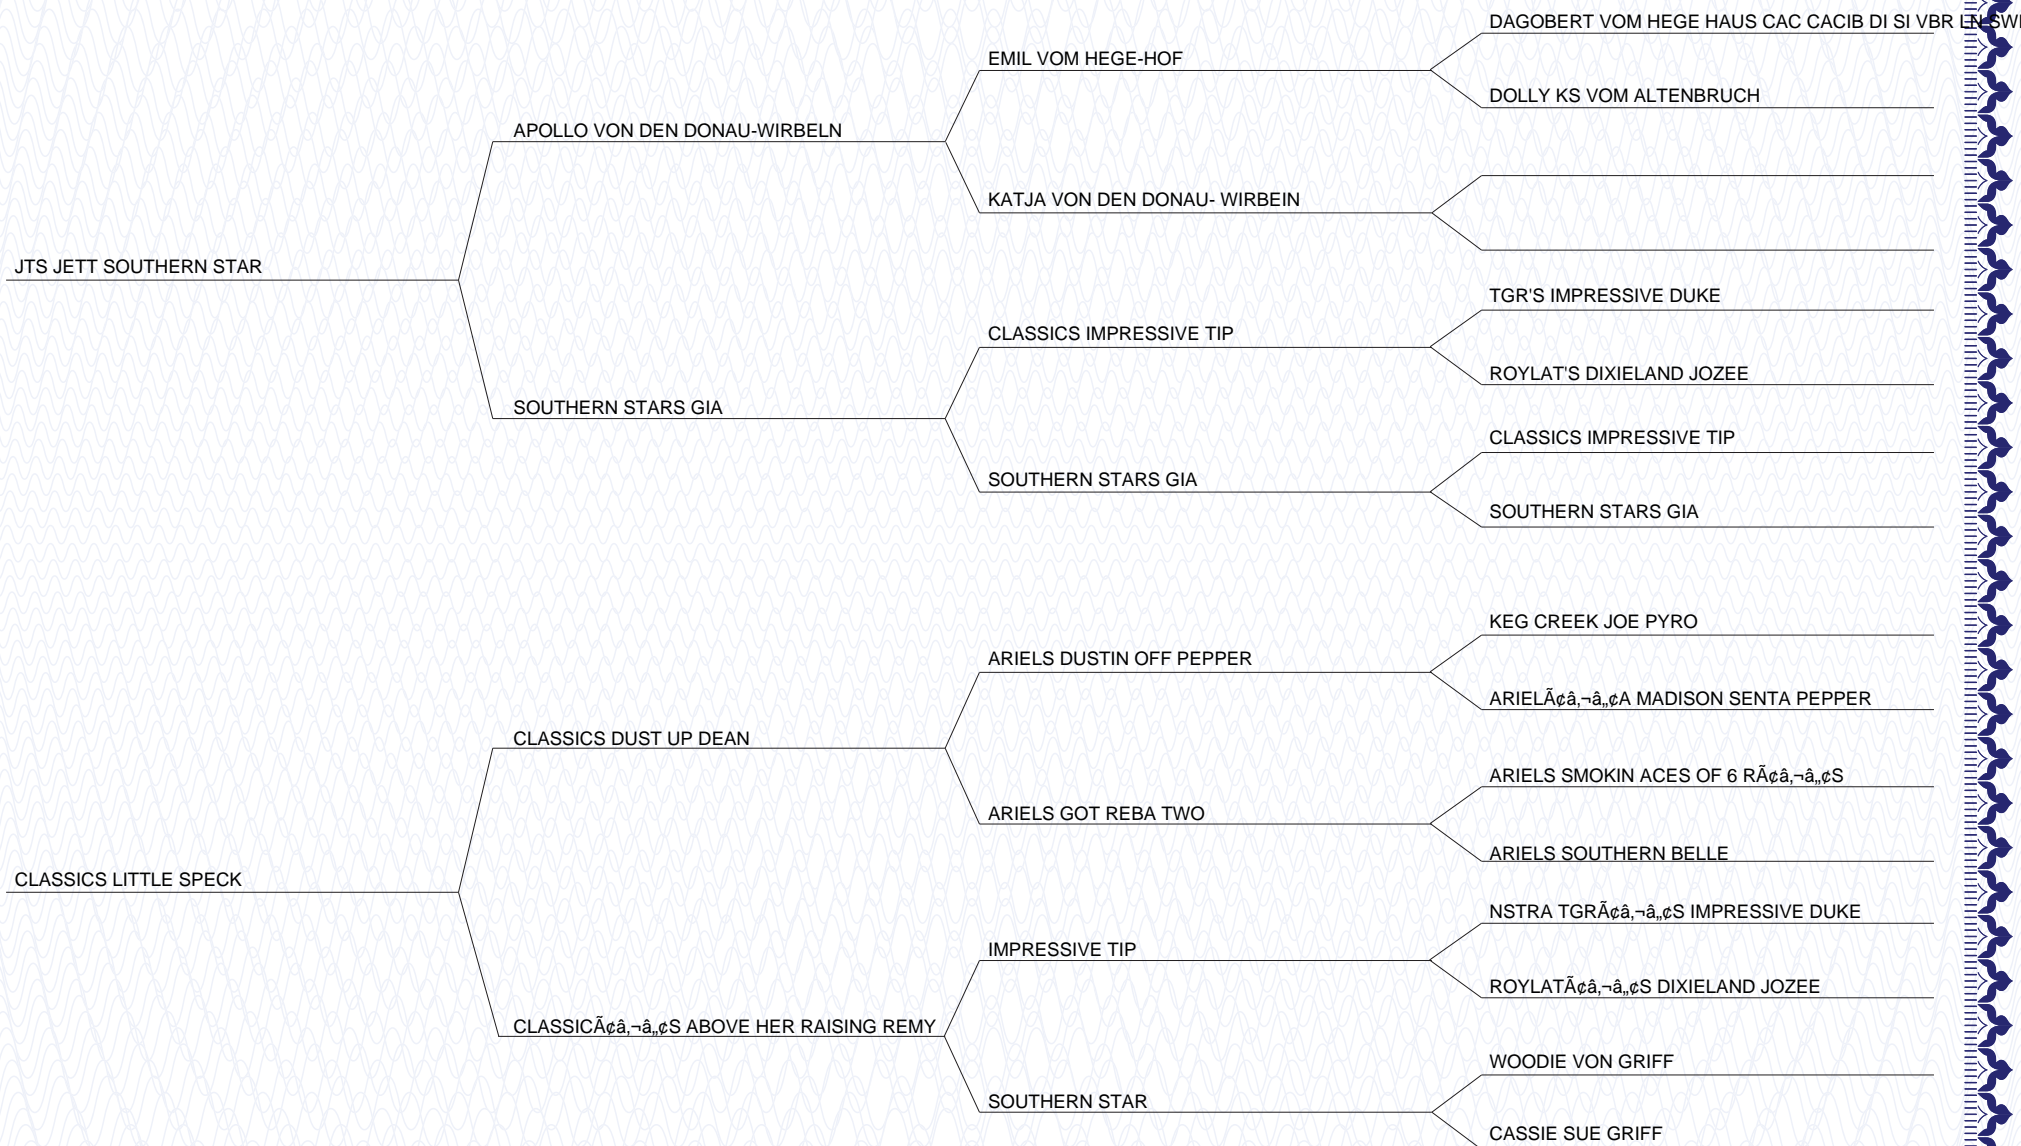 DAGOBERT VOM HEGE HAUS CAC CACIB DI SI VBR LN SW
EMIL VOM HEGE-HOF
DOLLY KS VOM ALTENBRUCH
APOLLO VON DEN DONAU-WIRBELN
KATJA VON DEN DONAU- WIRBEIN
JTS JETT SOUTHERN STAR
TGR'S IMPRESSIVE DUKE
CLASSICS IMPRESSIVE TIP
ROYLAT'S DIXIELAND JOZEE
SOUTHERN STARS GIA
CLASSICS IMPRESSIVE TIP
SOUTHERN STARS GIA
SOUTHERN STARS GIA
KEG CREEK JOE PYRO
ARIELS DUSTIN OFF PEPPER
ARIELÃ¢â‚¬â„¢A MADISON SENTA PEPPER
CLASSICS DUST UP DEAN
ARIELS SMOKIN ACES OF 6 RÃ¢â‚¬â„¢S
ARIELS GOT REBA TWO
ARIELS SOUTHERN BELLE
CLASSICS LITTLE SPECK
NSTRA TGRÃ¢â‚¬â„¢S IMPRESSIVE DUKE
IMPRESSIVE TIP
ROYLATÃ¢â‚¬â„¢S DIXIELAND JOZEE
CLASSICÃ¢â‚¬â„¢S ABOVE HER RAISING REMY
WOODIE VON GRIFF
SOUTHERN STAR
CASSIE SUE GRIFF